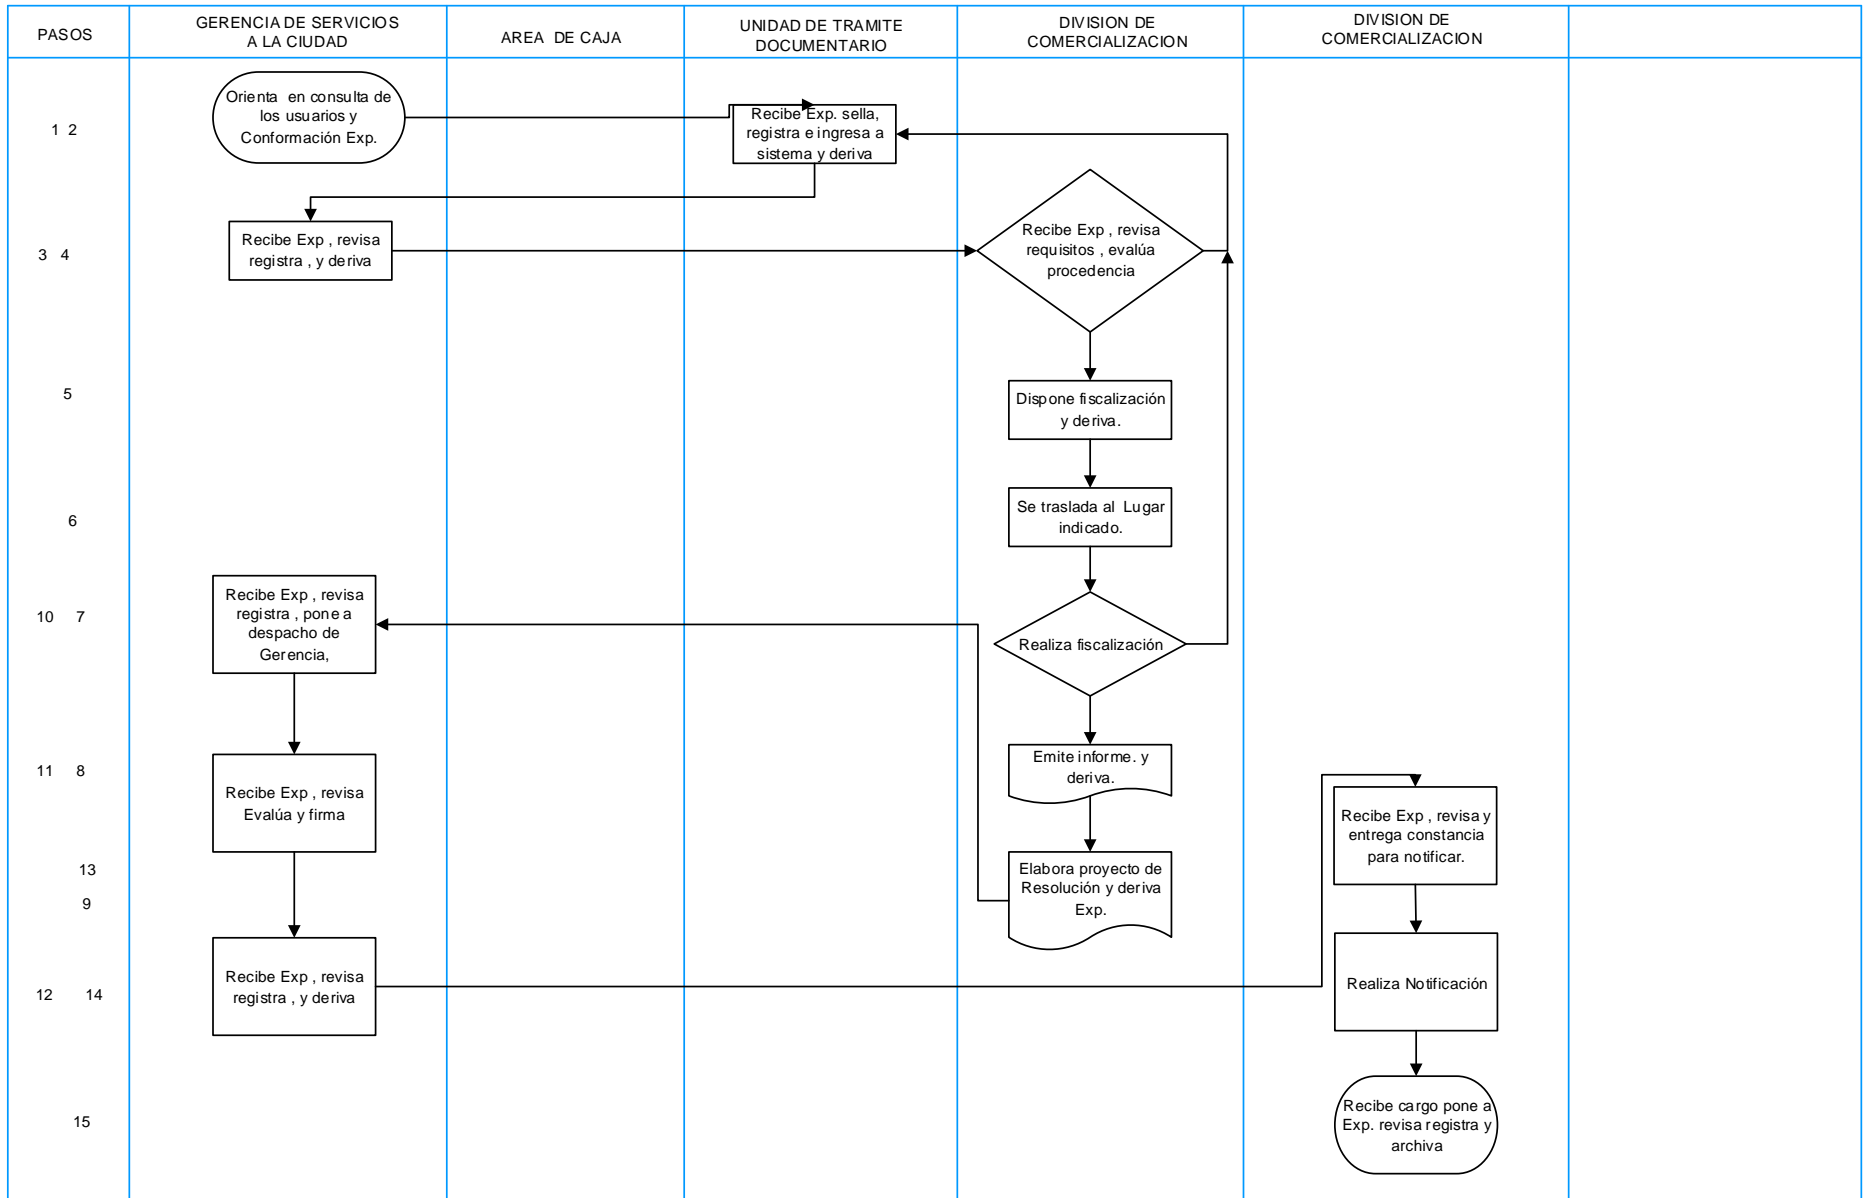 PASOS
GERENCIA DE SERVICIOS
A LA CIUDAD
AREA DE CAJA
UNIDAD DE TRAMITE
DOCUMENTARIO
DIVISION DE
COMERCIALIZACION
DIVISION DE
COMERCIALIZACION
1 2
Orienta en consulta de
los usuarios y
Conformación Exp.
Recibe Exp. sella,
registra e ingresa a
sistema y deriva
3 4
Recibe Exp , revisa
registra , y deriva
Recibe Exp , revisa
requisitos , evalúa
procedencia
5
Dispone fiscalización
y deriva.
6
Se traslada al Lugar
indicado.
10 7
Recibe Exp , revisa
registra , pone a
despacho de
Gerencia,
Realiza fiscalización
11 8
Recibe Exp , revisa
Evalúa y firma
Emite informe. y
deriva.
Recibe Exp , revisa y
entrega constancia
para notificar.
13
9
Elabora proyecto de
Resolución y deriva
Exp.
12 14
Recibe Exp , revisa
registra , y deriva
Realiza Notificación
15
Recibe cargo pone a
Exp. revisa registra y
archiva